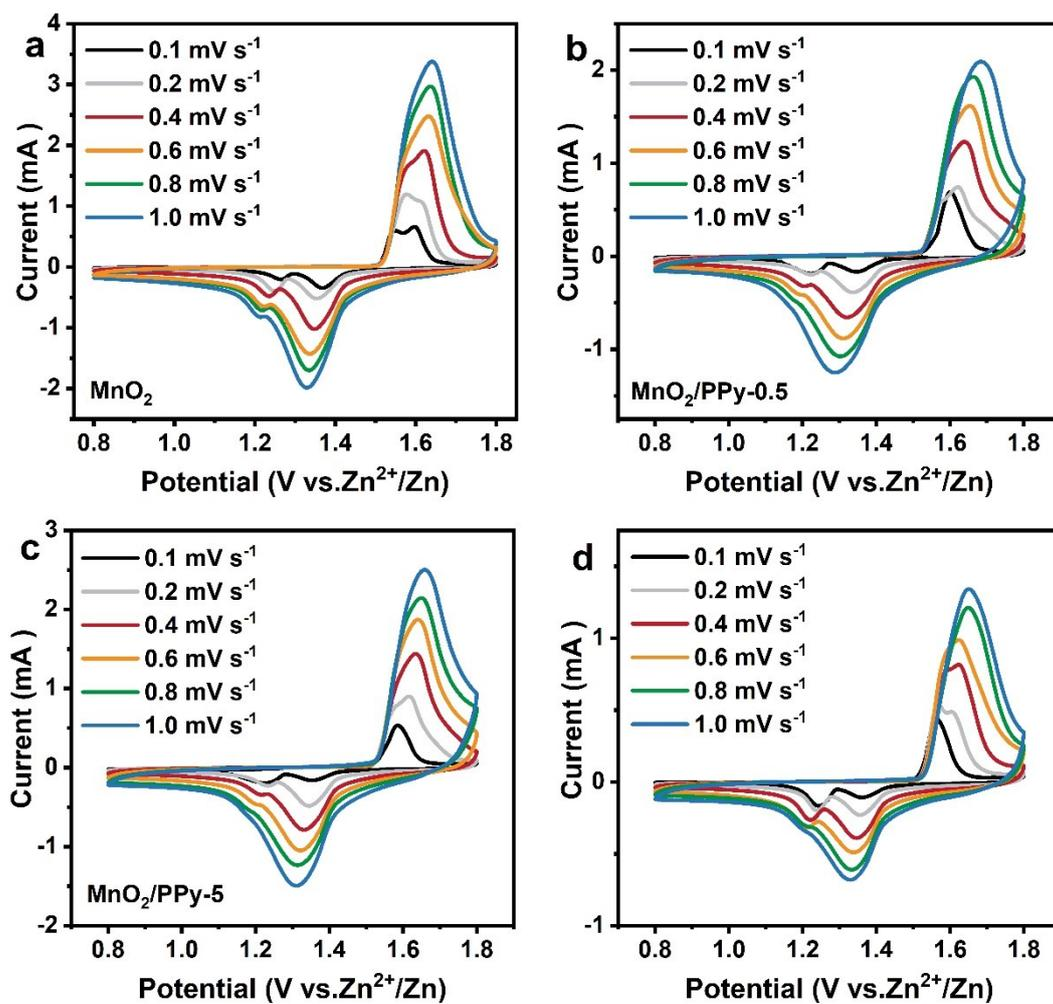 a
4
3
2
1
0
-1
-2
Current (mA )
0.1 mV s⁻¹
0.2 mV s⁻¹
0.4 mV s⁻¹
0.6 mV s⁻¹
0.8 mV s⁻¹
1.0 mV s⁻¹
MnO₂
0.8 1.0 1.2 1.4 1.6 1.8
Potential (V vs.Zn²⁺/Zn)
b
2
1
0
-1
Current (mA )
0.1 mV s⁻¹
0.2 mV s⁻¹
0.4 mV s⁻¹
0.6 mV s⁻¹
0.8 mV s⁻¹
1.0 mV s⁻¹
MnO₂/PPy-0.5
0.8 1.0 1.2 1.4 1.6 1.8
Potential (V vs.Zn²⁺/Zn)
c
3
2
1
0
-1
-2
Current (mA )
0.1 mV s⁻¹
0.2 mV s⁻¹
0.4 mV s⁻¹
0.6 mV s⁻¹
0.8 mV s⁻¹
1.0 mV s⁻¹
MnO₂/PPy-5
0.8 1.0 1.2 1.4 1.6 1.8
Potential (V vs.Zn²⁺/Zn)
d
1
0
-1
Current (mA )
0.1 mV s⁻¹
0.2 mV s⁻¹
0.4 mV s⁻¹
0.6 mV s⁻¹
0.8 mV s⁻¹
1.0 mV s⁻¹
0.8 1.0 1.2 1.4 1.6 1.8
Potential (V vs.Zn²⁺/Zn)